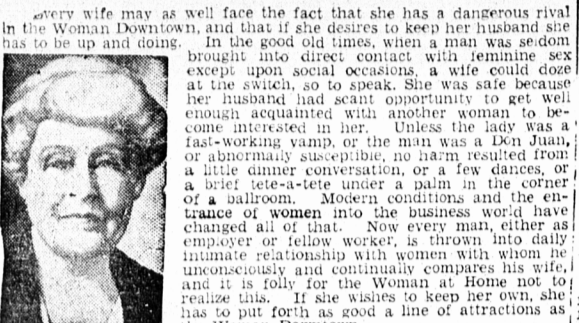 every wife may as well face the fact that she has a dangerous rival
in the Woman Downtown, and that if she desires to keep her husband she
has to be up and doing. In the good old times, when a man was seldom
brought into direct contact with feminine sex
except upon social occasions, a wife could doze
at the switch, so to speak. She was safe because
her husband had scant opportunity to get well
enough acquainted with another woman to be-
come interested in her. Unless the lady was a
fast-working vamp, or the man was a Don Juan,
or abnormally susceptible, no harm resulted from
a little dinner conversation, or a few dances, or
a brief tete-a-tete under a palm in the corner
of a ballroom. Modern conditions and the en-
trance of women into the business world have
changed all of that. Now every man, either as
employer or fellow worker, is thrown into daily
intimate relationship with women with whom he
unconsciously and continually compares his wife,
and it is folly for the Woman at Home not to
realize this. If she wishes to keep her own, she
has to put forth as good a line of attractions as